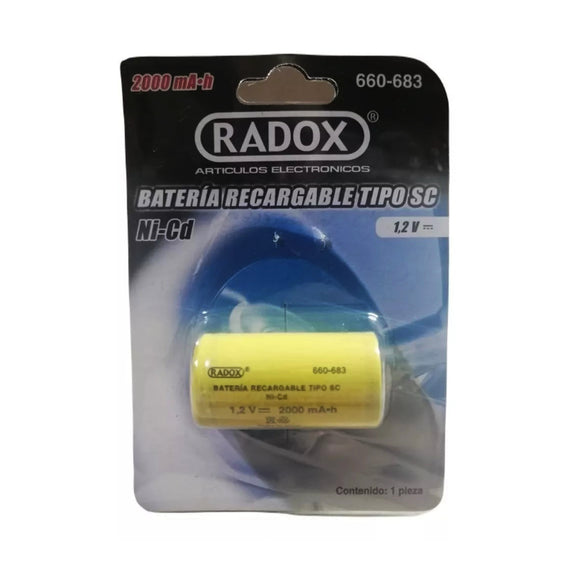 2000 mA•h
660-683
RADOX®
ARTICULOS ELECTRONICOS
BATERÍA RECARGABLE TIPO SC
Ni-Cd
1,2 V ⎓
RADOX® 660-683
BATERÍA RECARGABLE TIPO SC
Ni-Cd
1,2 V ⎓ 2000 mA•h
Contenido: 1 pieza